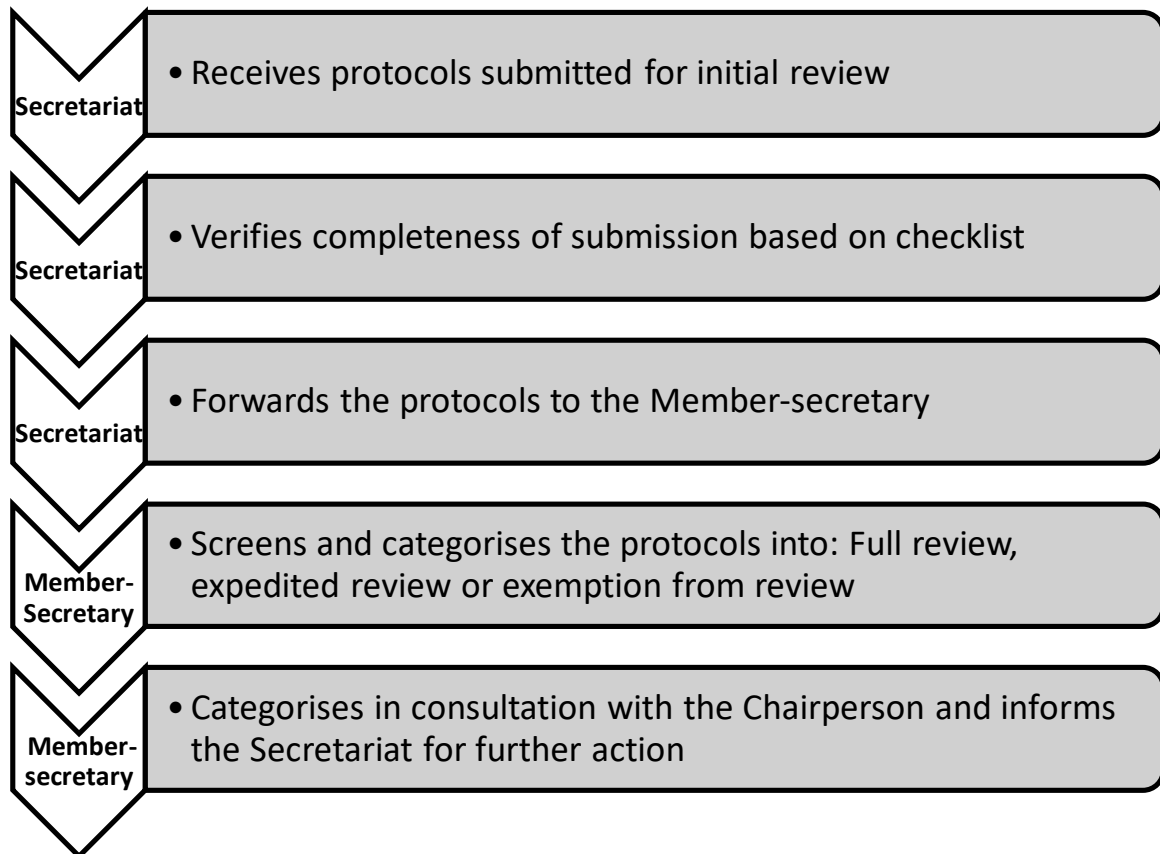 Secretariat
• Receives protocols submitted for initial review
Secretariat
• Verifies completeness of submission based on checklist
Secretariat
• Forwards the protocols to the Member-secretary
Member-
Secretary
• Screens and categorises the protocols into: Full review,
expedited review or exemption from review
Member-
secretary
• Categorises in consultation with the Chairperson and informs
the Secretariat for further action